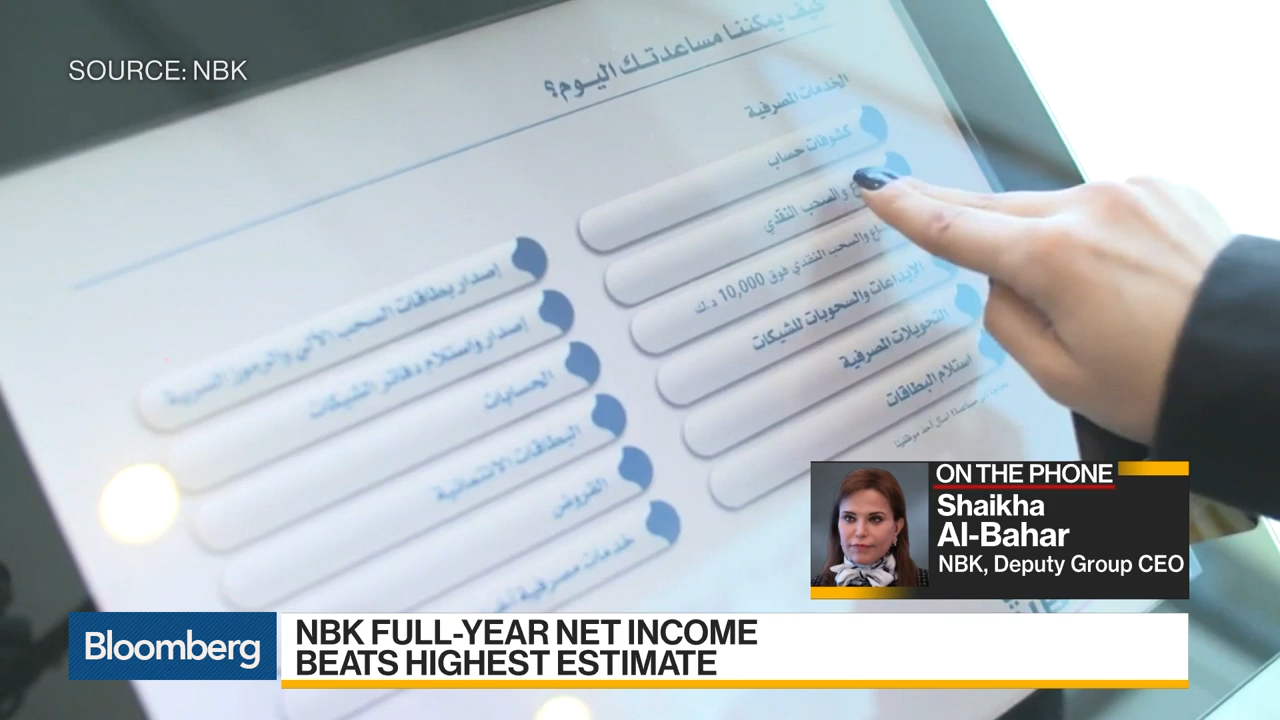 SOURCE: NBK
كيف يمكننا مساعدتك اليوم؟
الخدمات المصرفية
كشوفات حساب
والسحب النقدي
والسحب النقدي فوق 10,000 د.ك
الإيداعات والسحوبات للشيكات
التحويلات المصرفية
استلام البطاقات
إصدار بطاقات السحب الآلي والرموز السرية
إصدار واستلام دفاتر الشيكات
الحسابات
البطاقات الائتمانية
القروض
خدمات مصرفية
ON THE PHONE
Shaikha
Al-Bahar
NBK, Deputy Group CEO
Bloomberg
NBK FULL-YEAR NET INCOME
BEATS HIGHEST ESTIMATE